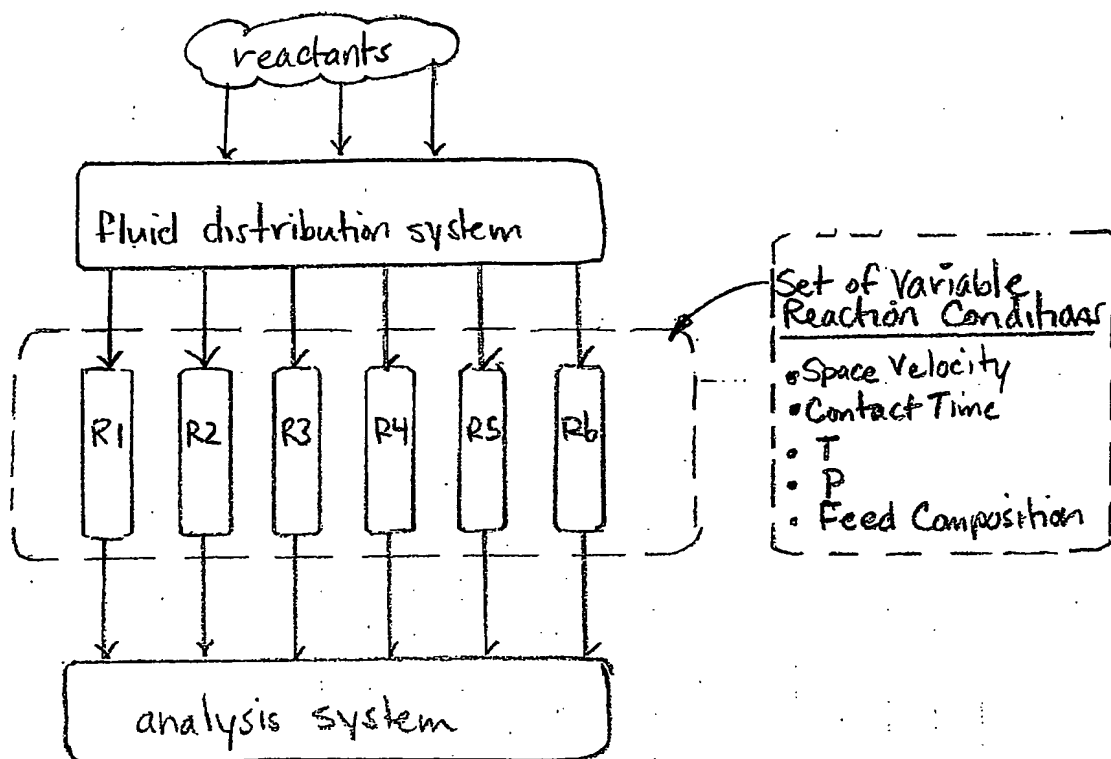 reactants
fluid distribution system
Set of Variable
Reaction Conditions
• Space Velocity
• Contact Time
• T
• P
• Feed Composition
R1 R2 R3 R4 R5 R6
analysis system